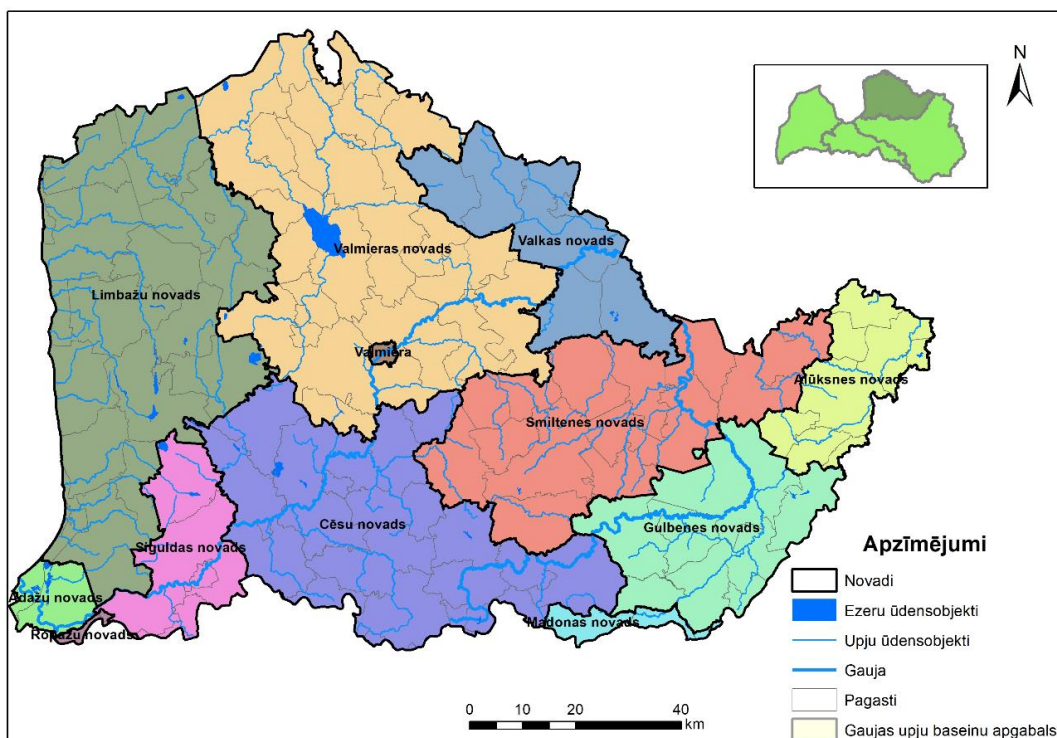 N
Valmieras novads
Valkas novads
Limbažu novads
Valmiera
Alūksnes novads
Smiltenes novads
Cēsu novads
Gulbenes novads
Siguldas novads
Ādažu novads
Madonas novads
Ropažu novads
Apzīmējumi
Novadi
Ezeru ūdensobjekti
Upju ūdensobjekti
Gauja
Pagasti
Gaujas upju baseinu apgabals
0 5 10 20 40
km